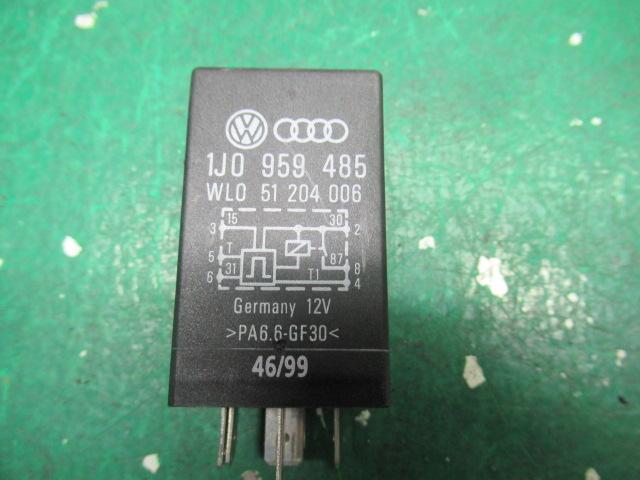 1J0 959 485
WL0 51 204 006
15 30
3 2
T 87
5 8
31 T1
6 4
Germany 12V
>PA6.6-GF30<
46/99